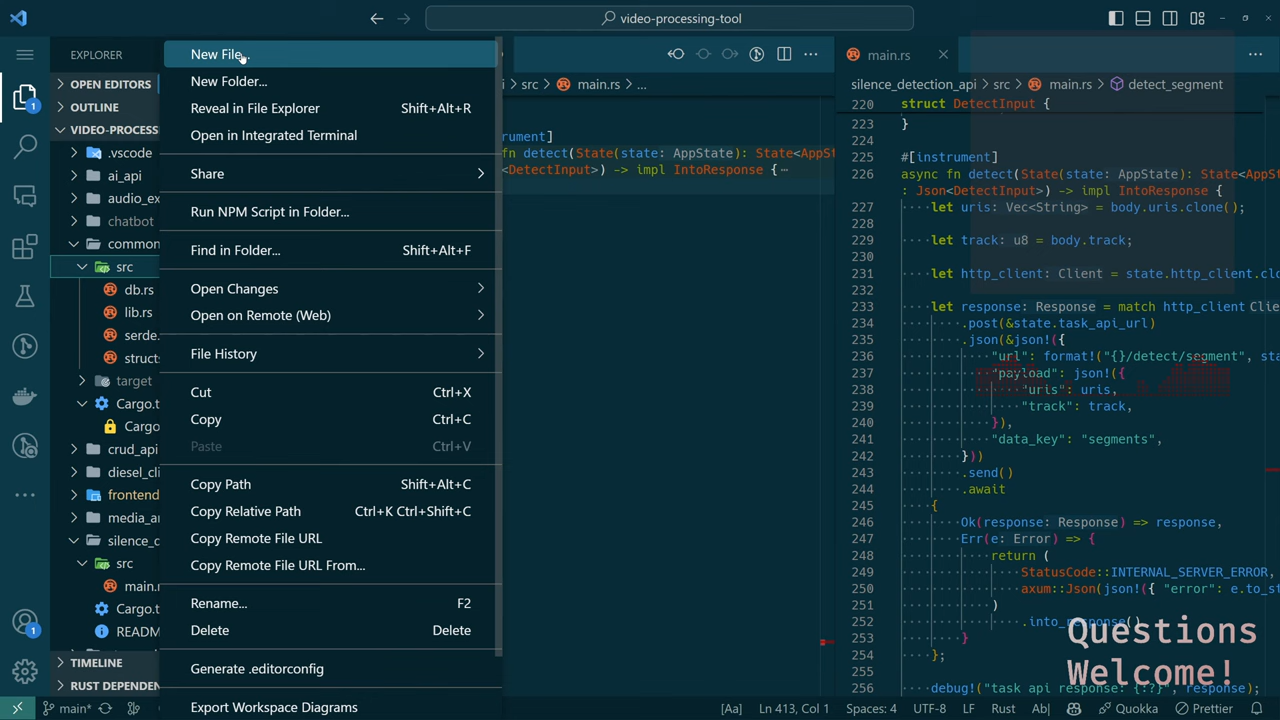 video-processing-tool
EXPLORER
OPEN EDITORS
OUTLINE
VIDEO-PROCESS
.vscode
ai_api
audio_ex
chatbot
common
src
db.rs
lib.rs
serde.
structs
target
Cargo.t
Cargo
crud_api
diesel_cli
frontend
media_ar
silence_d
src
main.r
Cargo.t
README
TIMELINE
RUST DEPENDEN
New File...
New Folder...
Reveal in File Explorer Shift+Alt+R
Open in Integrated Terminal
Share
Run NPM Script in Folder...
Find in Folder... Shift+Alt+F
Open Changes
Open on Remote (Web)
File History
Cut Ctrl+X
Copy Ctrl+C
Paste Ctrl+V
Copy Path Shift+Alt+C
Copy Relative Path Ctrl+K Ctrl+Shift+C
Copy Remote File URL
Copy Remote File URL From...
Rename... F2
Delete Delete
Generate .editorconfig
Export Workspace Diagrams
i > src > main.rs > ...
rument]
fn detect(State(state: AppState): State<AppS
<DetectInput>) -> impl IntoResponse {⋯
main.rs
silence_detection_api > src > main.rs > detect_segment
220 struct DetectInput {
223 }
224
225 #[instrument]
226 async fn detect(State(state: AppState): State<Ap
: Json<DetectInput>) -> impl IntoResponse {
227 let uris: Vec<String> = body.uris.clone();
228
229 let track: u8 = body.track;
230
231 let http_client: Client = state.http_client.clo
232
233 let response: Response = match http_client Clie
234 .post(&state.task_api_url)
235 .json(&json!({
236 "url": format!("{}/detect/segment", sta
237 "payload": json!({
238 "uris": uris,
239 "track": track,
240 }),
241 "data_key": "segments",
242 }))
243 .send()
244 .await
245 {
246 Ok(response: Response) => response,
247 Err(e: Error) => {
248 return (
249 StatusCode::INTERNAL_SERVER_ERROR,
250 axum::Json(json!({ "error": e.to_st
251 )
252 .into_response()
253 }
254 };
255
256 debug!("task api response: {:?}", response);
Questions
Welcome!
main* Ln 413, Col 1 Spaces: 4 UTF-8 LF Rust Quokka Prettier